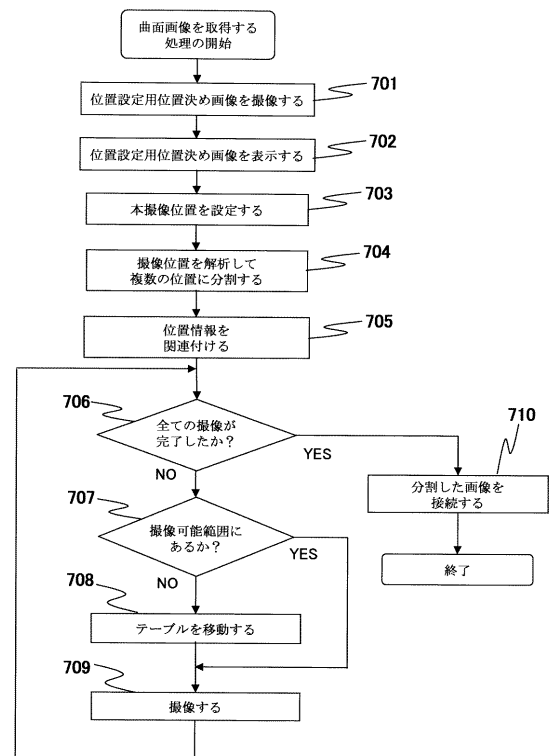 曲面画像を取得する
処理の開始
位置設定用位置決め画像を撮像する
701
位置設定用位置決め画像を表示する
702
本撮像位置を設定する
703
撮像位置を解析して
複数の位置に分割する
704
位置情報を
関連付ける
705
706
全ての撮像が
完了したか？
YES
NO
710
分割した画像を
接続する
終了
707
撮像可能範囲に
あるか？
YES
NO
708
テーブルを移動する
709
撮像する